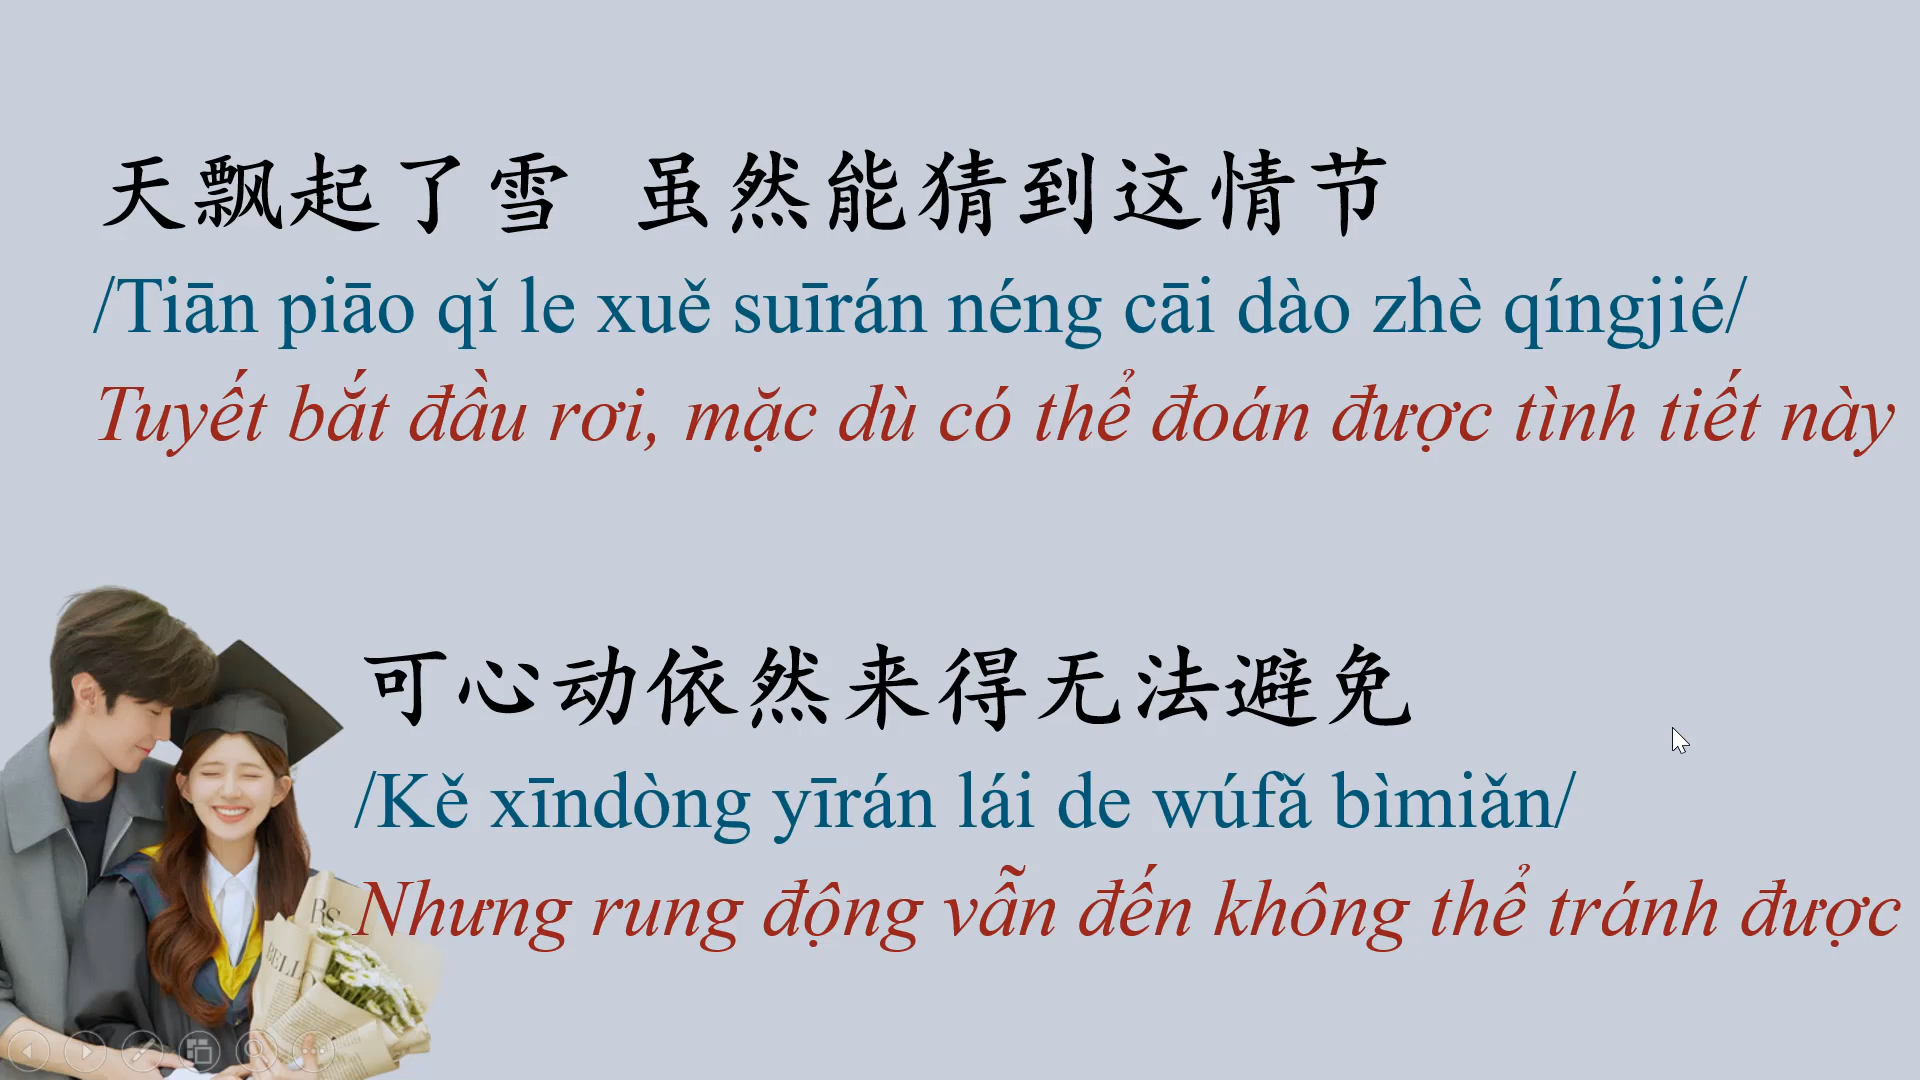 天飘起了雪 虽然能猜到这情节
/Tiān piāo qǐ le xuě suīrán néng cāi dào zhè qíngjié/
Tuyết bắt đầu rơi, mặc dù có thể đoán được tình tiết này
可心动依然来得无法避免
/Kě xīndòng yīrán lái de wúfǎ bìmiǎn/
Nhưng rung động vẫn đến không thể tránh được
RS
BELLO